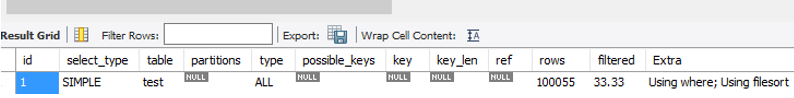 Result Grid Filter Rows: Export: Wrap Cell Content: IA
id select_type table partitions type possible_keys key key_len ref rows filtered Extra
1 SIMPLE test NULL ALL NULL NULL NULL NULL 100055 33.33 Using where; Using filesort